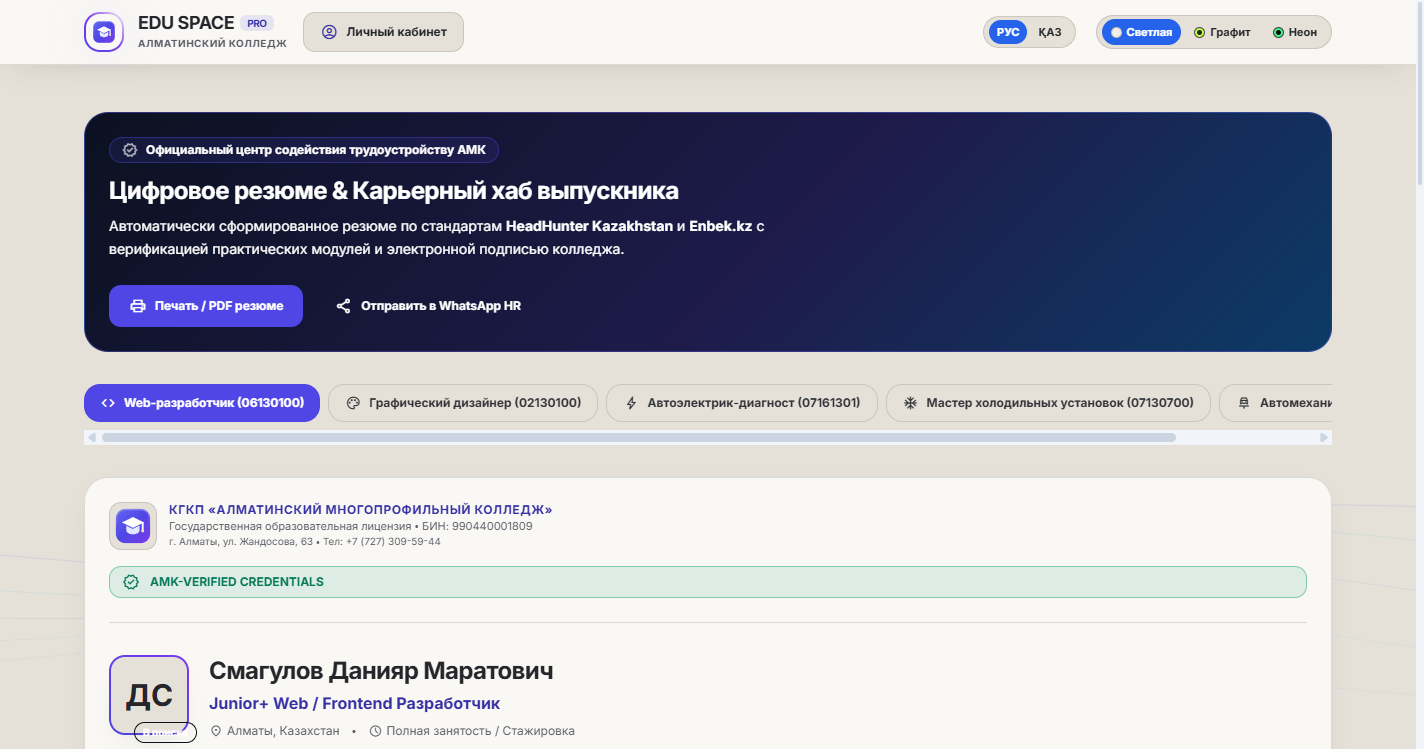 EDU SPACE PRO
АЛМАТИНСКИЙ КОЛЛЕДЖ
Личный кабинет
РУС ҚАЗ
Светлая Графит Неон
Официальный центр содействия трудоустройству АМК
Цифровое резюме & Карьерный хаб выпускника
Автоматически сформированное резюме по стандартам HeadHunter Kazakhstan и Enbek.kz с
верификацией практических модулей и электронной подписью колледжа.
Печать / PDF резюме
Отправить в WhatsApp HR
Web-разработчик (06130100)
Графический дизайнер (02130100)
Автоэлектрик-диагност (07161301)
Мастер холодильных установок (07130700)
Автомехани
КГКП «АЛМАТИНСКИЙ МНОГОПРОФИЛЬНЫЙ КОЛЛЕДЖ»
Государственная образовательная лицензия • БИН: 990440001809
г. Алматы, ул. Жандосова, 63 • Тел: +7 (727) 309-59-44
AMK-VERIFIED CREDENTIALS
ДС
Смагулов Данияр Маратович
Junior+ Web / Frontend Разработчик
Алматы, Казахстан • Полная занятость / Стажировка